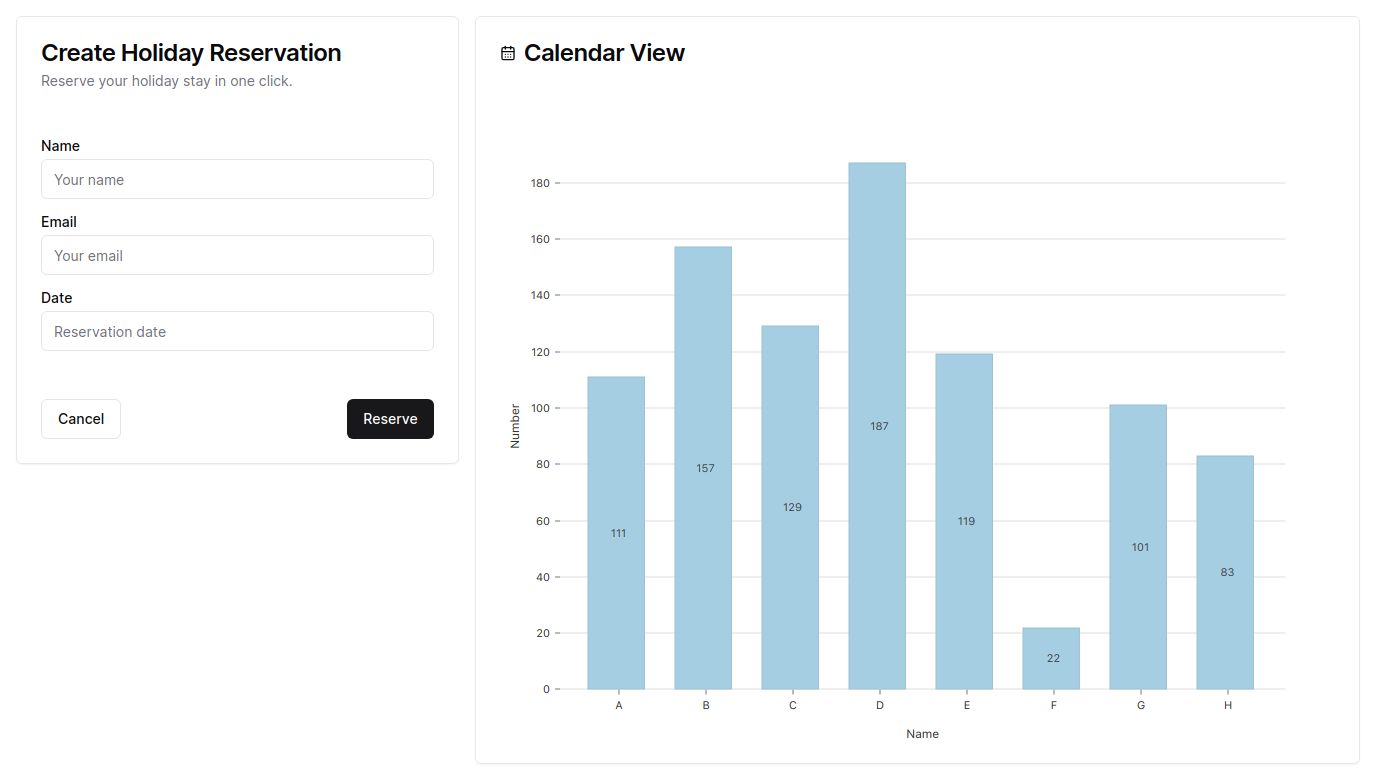 Create Holiday Reservation
Reserve your holiday stay in one click.
Name
Your name
Email
Your email
Date
Reservation date
Cancel
Reserve
Calendar View
180
160
140
120
100
80
60
40
20
0
Number
111
157
129
187
119
22
101
83
A
B
C
D
E
F
G
H
Name